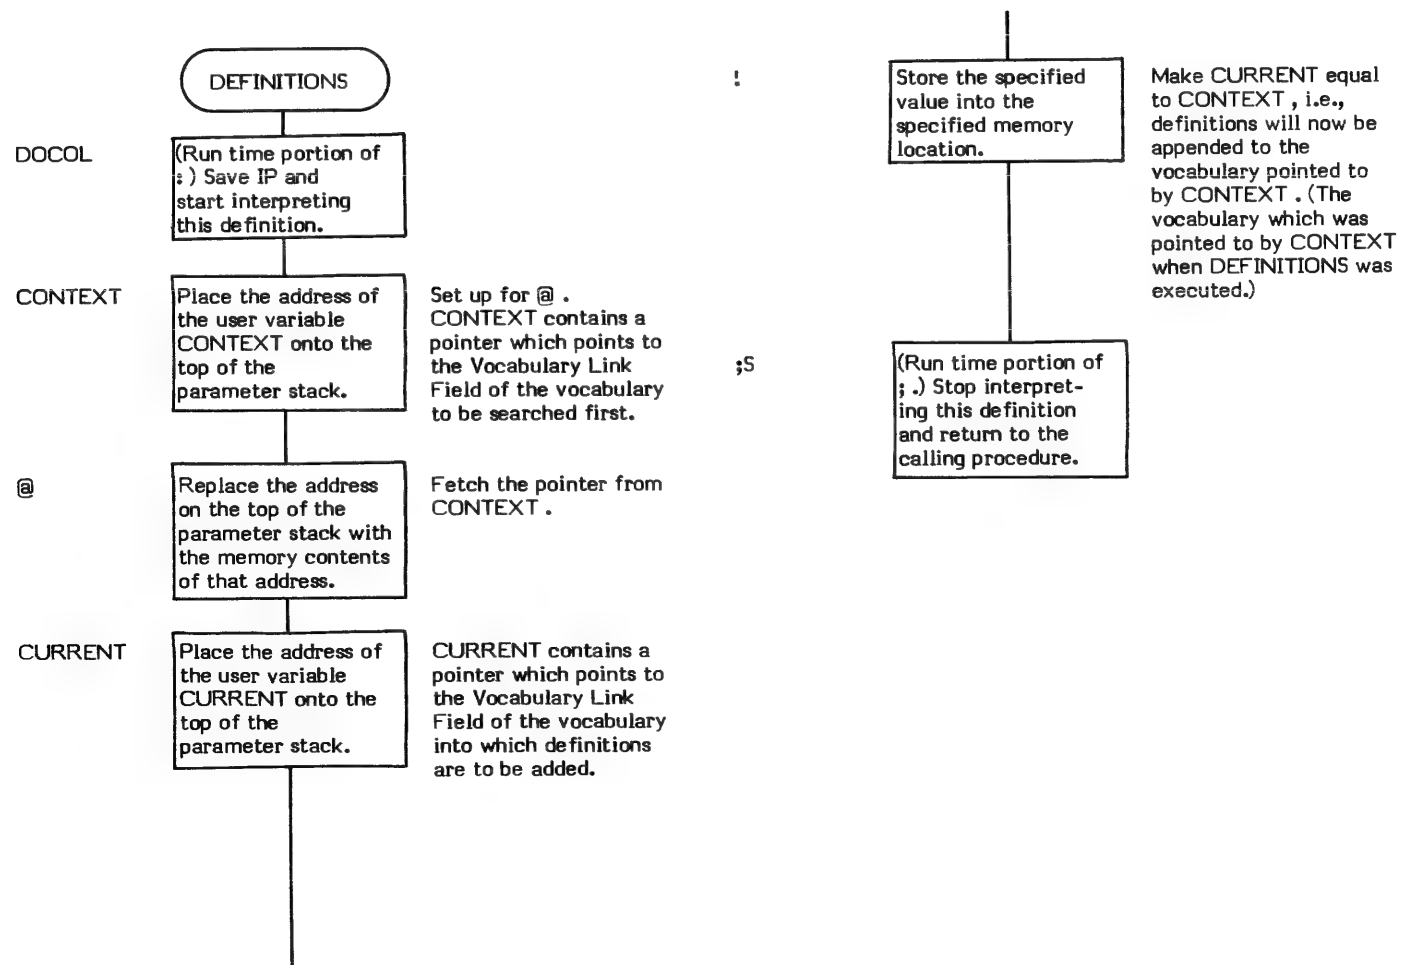 DEFINITIONS
DOCOL
(Run time portion of
: ) Save IP and
start interpreting
this definition.
CONTEXT
Place the address of
the user variable
CONTEXT onto the
top of the
parameter stack.
Set up for @ .
CONTEXT contains a
pointer which points to
the Vocabulary Link
Field of the vocabulary
to be searched first.
@
Replace the address
on the top of the
parameter stack with
the memory contents
of that address.
Fetch the pointer from
CONTEXT .
CURRENT
Place the address of
the user variable
CURRENT onto the
top of the
parameter stack.
CURRENT contains a
pointer which points to
the Vocabulary Link
Field of the vocabulary
into which definitions
are to be added.
!
Store the specified
value into the
specified memory
location.
Make CURRENT equal
to CONTEXT , i.e.,
definitions will now be
appended to the
vocabulary pointed to
by CONTEXT . (The
vocabulary which was
pointed to by CONTEXT
when DEFINITIONS was
executed.)
;S
(Run time portion of
; .) Stop interpret-
ing this definition
and return to the
calling procedure.